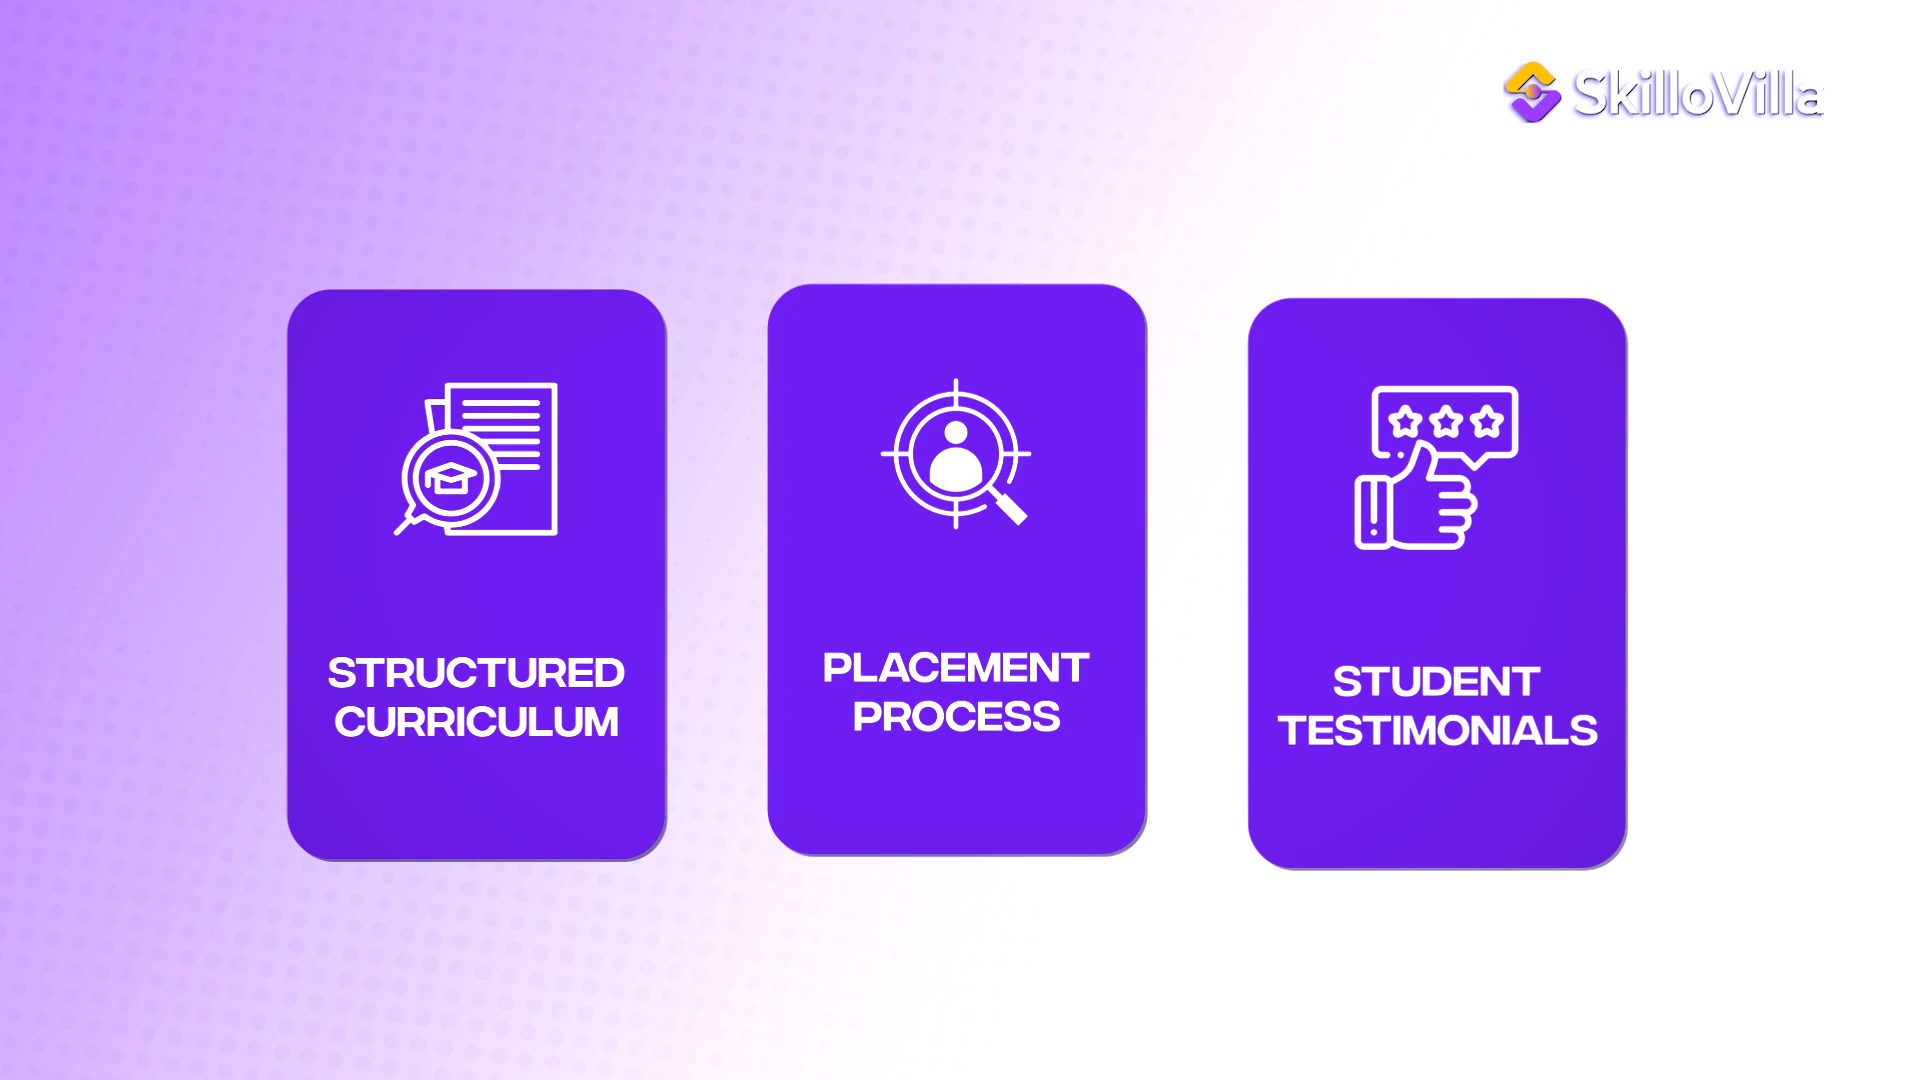 SkilloVilla
STRUCTURED
CURRICULUM
PLACEMENT
PROCESS
STUDENT
TESTIMONIALS